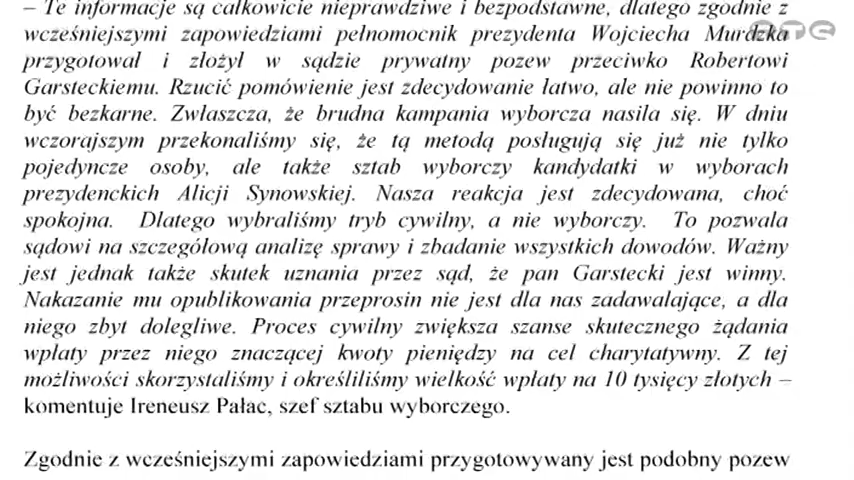 – Te informacje są całkowicie nieprawdziwe i bezpodstawne, dlatego zgodnie z
wcześniejszymi zapowiedziami pełnomocnik prezydenta Wojciecha Murdzka
przygotował i złożył w sądzie prywatny pozew przeciwko Robertowi
Garsteckiemu. Rzucić pomówienie jest zdecydowanie łatwo, ale nie powinno to
być bezkarne. Zwłaszcza, że brudna kampania wyborcza nasila się. W dniu
wczorajszym przekonaliśmy się, że tą metodą posługują się już nie tylko
pojedyncze osoby, ale także sztab wyborczy kandydatki w wyborach
prezydenckich Alicji Synowskiej. Nasza reakcja jest zdecydowana, choć
spokojna. Dlatego wybraliśmy tryb cywilny, a nie wyborczy. To pozwala
sądowi na szczegółową analizę sprawy i zbadanie wszystkich dowodów. Ważny
jest jednak także skutek uznania przez sąd, że pan Garstecki jest winny.
Nakazanie mu opublikowania przeprosin nie jest dla nas zadawalające, a dla
niego zbyt dolegliwe. Proces cywilny zwiększa szanse skutecznego żądania
wpłaty przez niego znaczącej kwoty pieniędzy na cel charytatywny. Z tej
możliwości skorzystaliśmy i określiliśmy wielkość wpłaty na 10 tysięcy złotych –
komentuje Ireneusz Pałac, szef sztabu wyborczego.
Zgodnie z wcześniejszymi zapowiedziami przygotowywany jest podobny pozew